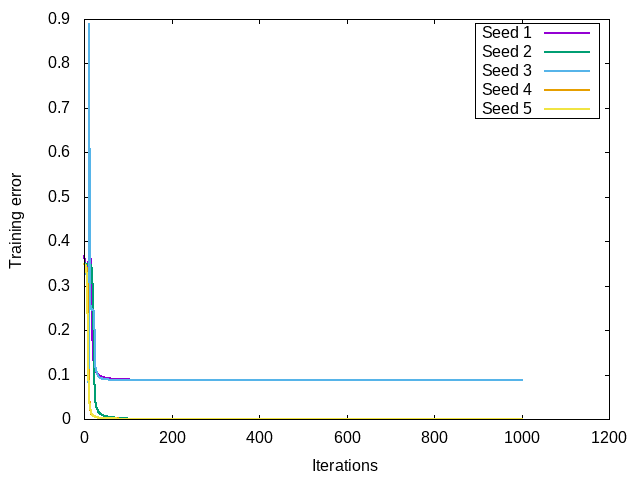 0.9
0.8
0.7
0.6
0.5
0.4
0.3
0.2
0.1
0
Training error
0 200 400 600 800 1000 1200
Iterations
Seed 1
Seed 2
Seed 3
Seed 4
Seed 5